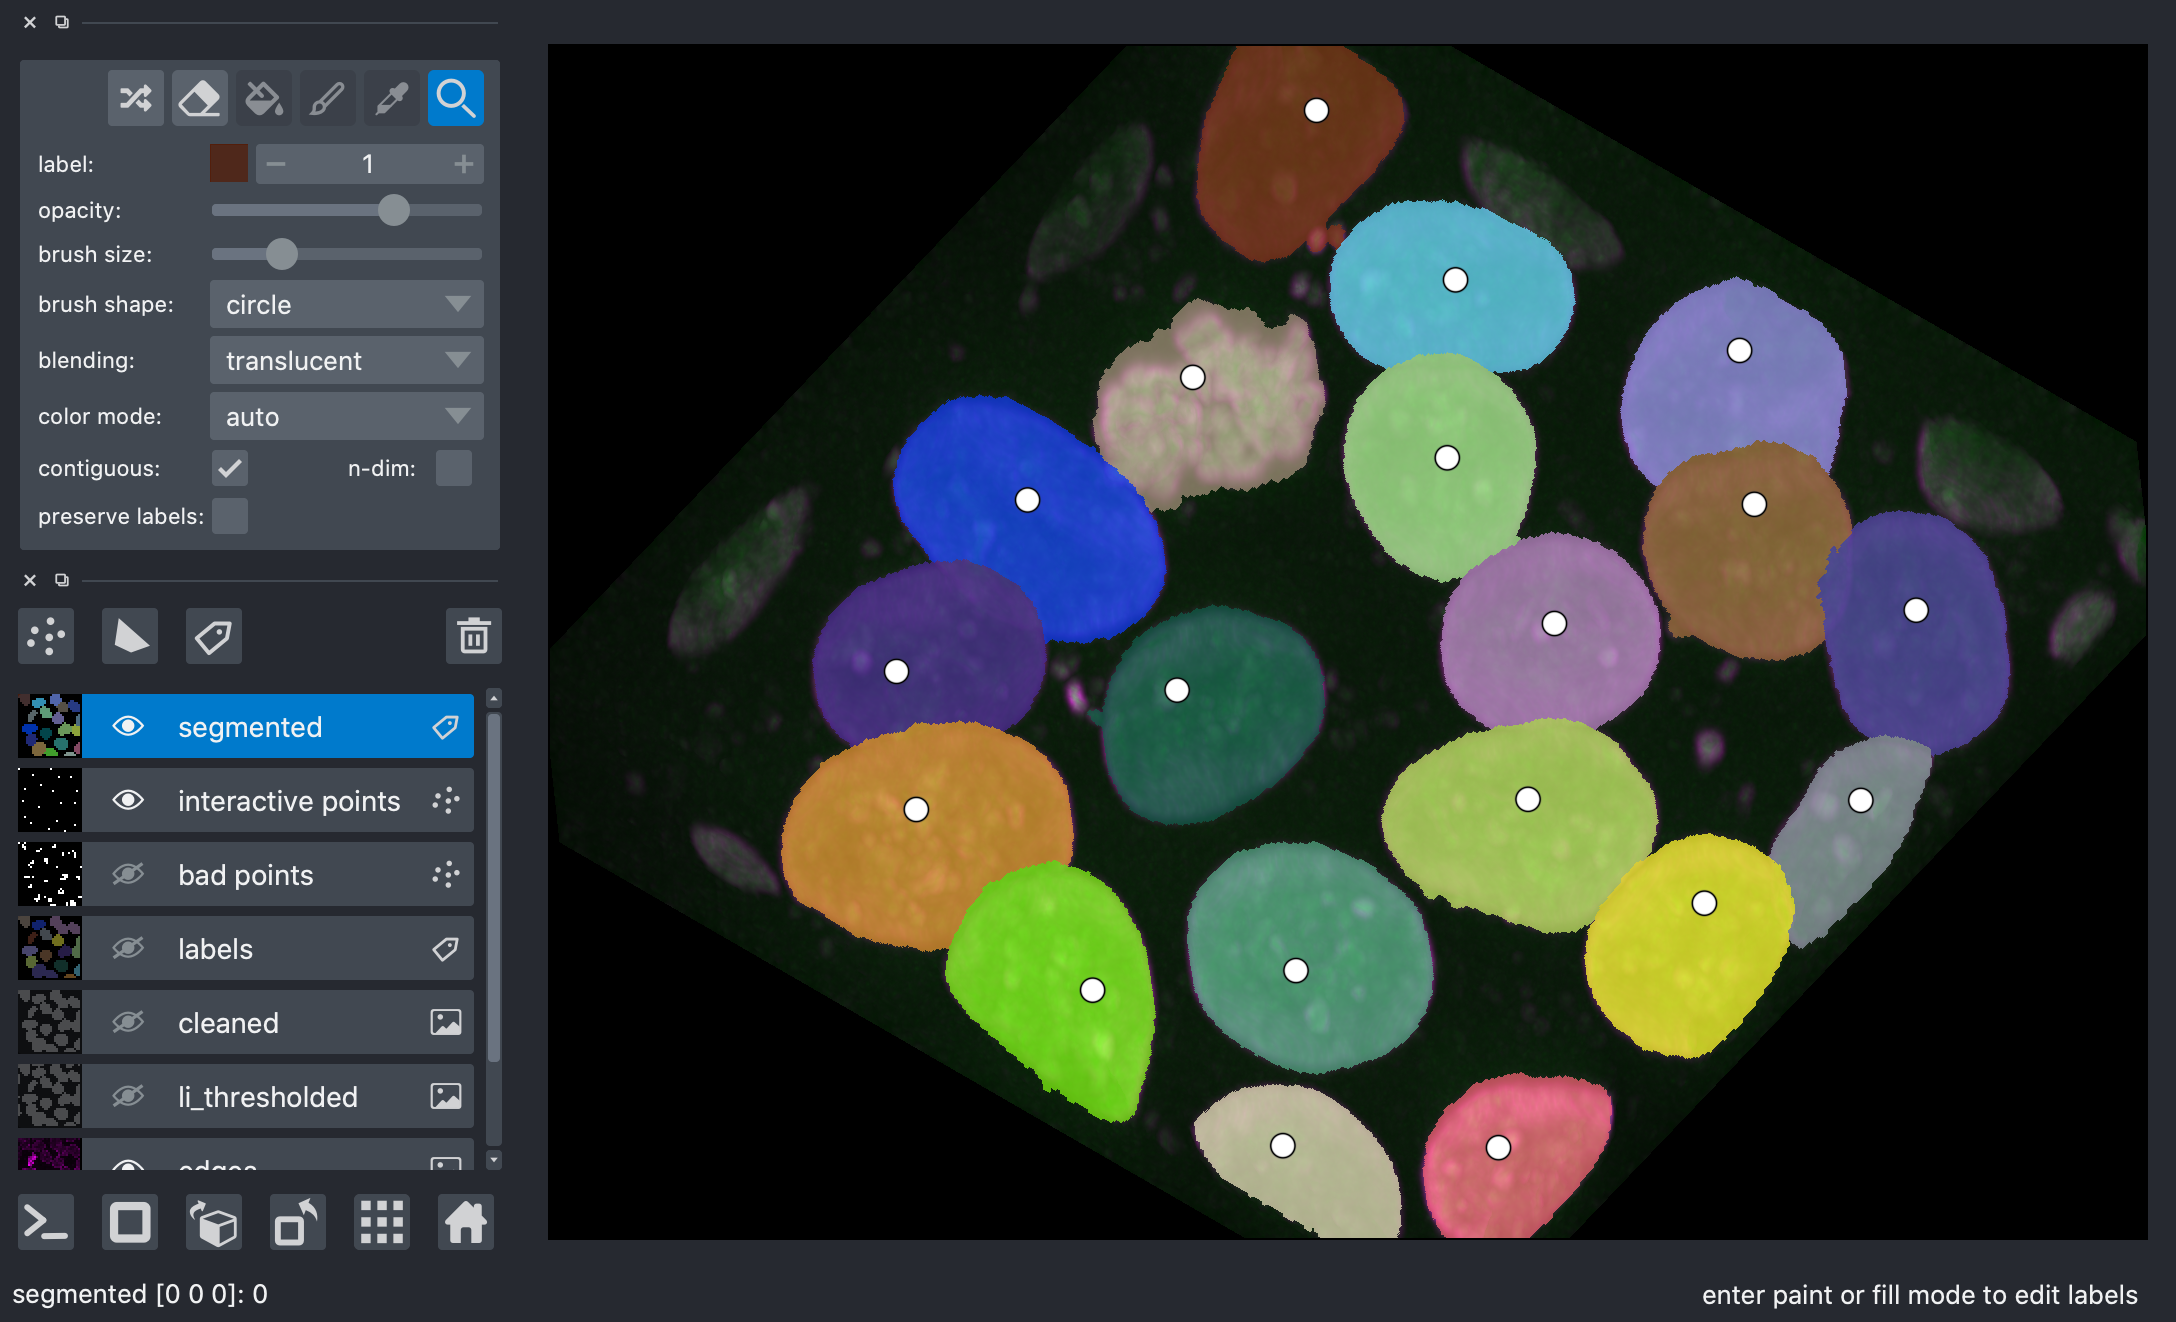 label: 1
opacity:
brush size:
brush shape: circle
blending: translucent
color mode: auto
contiguous: n-dim:
preserve labels:
segmented
interactive points
bad points
labels
cleaned
li_thresholded
edges
segmented [0 0 0]: 0
enter paint or fill mode to edit labels